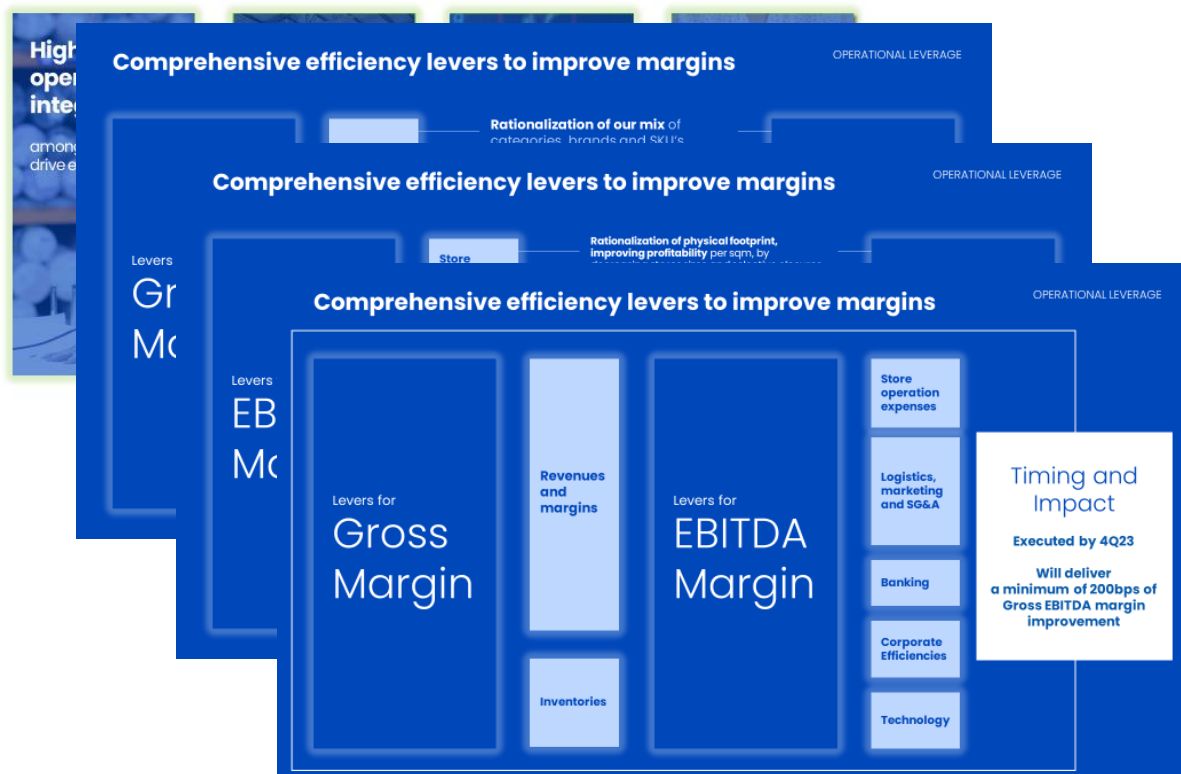 High
integ
among
drive e
Comprehensive efficiency levers to improve margins
OPERATIONAL LEVERAGE
Rationalization of our mix of
categories, brands and SKU's
Levers
Comprehensive efficiency levers to improve margins
OPERATIONAL LEVERAGE
Store
Rationalization of physical footprint,
improving profitability per sqm, by
Levers
EB
Comprehensive efficiency levers to improve margins
OPERATIONAL LEVERAGE
Levers for
Gross
Margin
Revenues
and
margins
Inventories
Levers for
EBITDA
Margin
Store
operation
expenses
Logistics,
marketing
and SG&A
Banking
Corporate
Efficiencies
Technology
Timing and
Impact
Executed by 4Q23
Will deliver
a minimum of 200bps of
Gross EBITDA margin
improvement